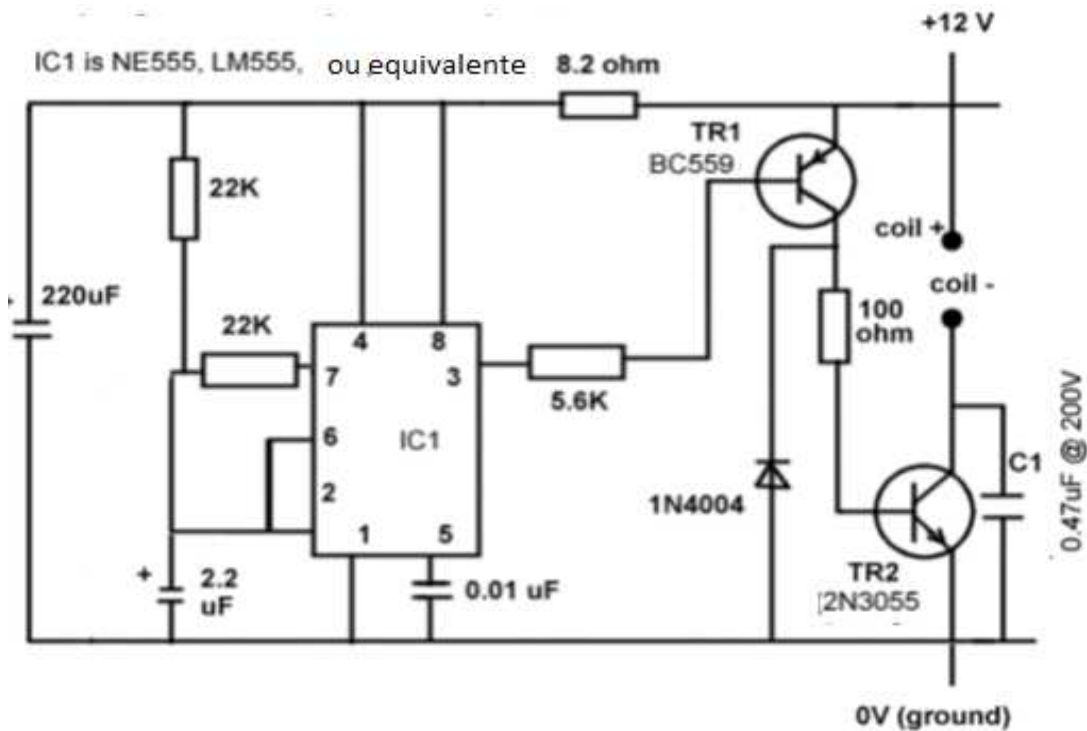 +12 V
IC1 is NE555, LM555, ou equivalente
8.2 ohm
TR1
BC559
22K
coil +
220uF
coil -
22K
4
8
100
ohm
7
3
5.6K
6
IC1
C1
0.47uF @ 200V
2
1N4004
1
5
+
2.2
uF
0.01 uF
TR2
2N3055
0V (ground)